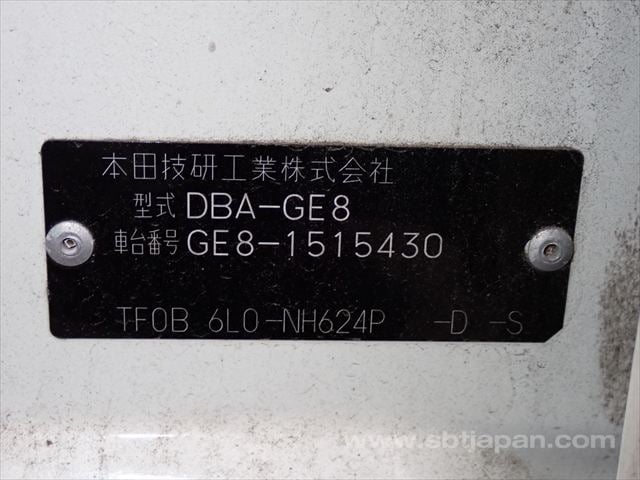 本田技研工業株式会社
型式 DBA-GE8
車台番号 GE8-1515430
TF0B 6L0-NH624P -D -S
www.sbtjapan.com